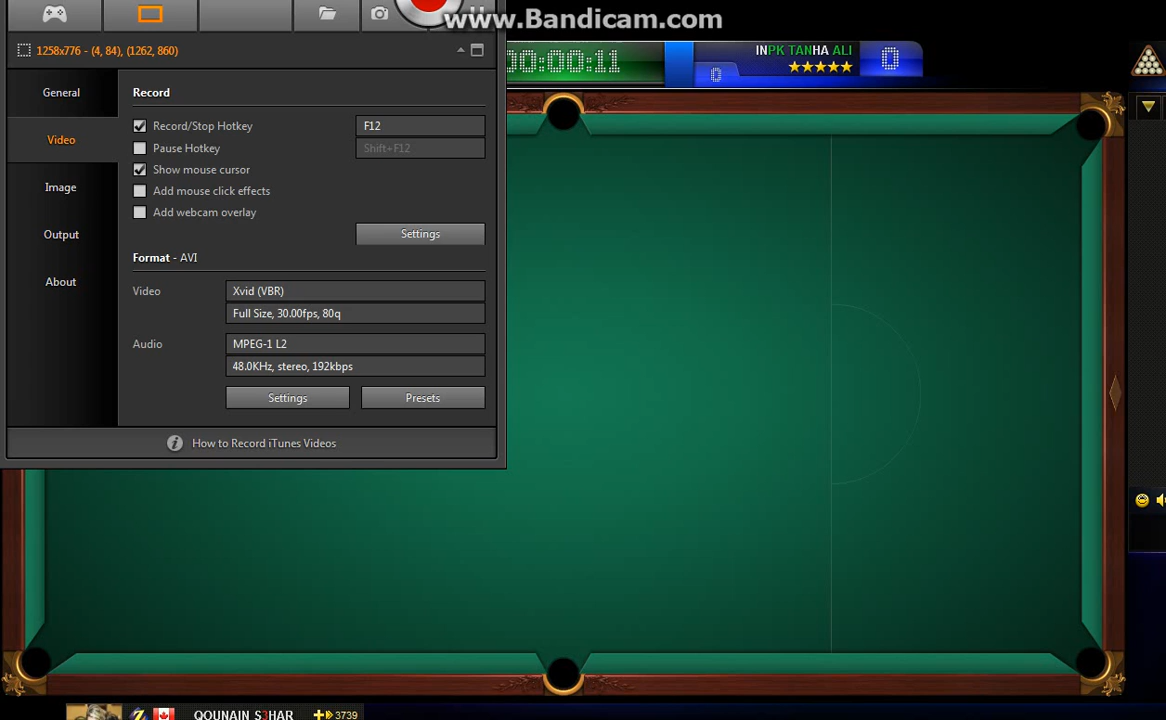 www.Bandicam.com
1258x776 - (4, 84), (1262, 860)
00:00:11
INPK TANHA ALI
0
0
General
Video
Image
Output
About
Record
Record/Stop Hotkey F12
Pause Hotkey Shift+F12
Show mouse cursor
Add mouse click effects
Add webcam overlay
Settings
Format - AVI
Video Xvid (VBR)
Full Size, 30.00fps, 80q
Audio MPEG-1 L2
48.0KHz, stereo, 192kbps
Settings Presets
How to Record iTunes Videos
QOUNAIN S3HAR 3739